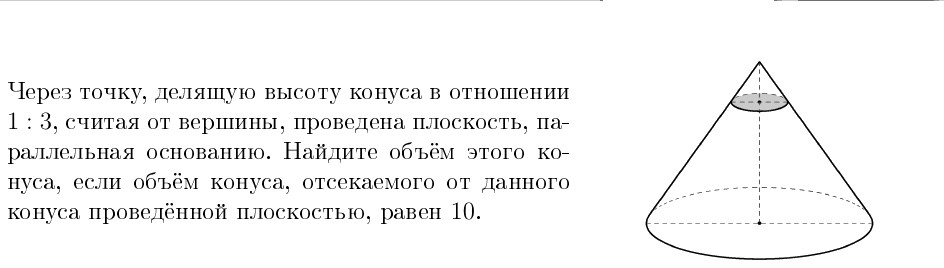 Через точку, делящую высоту конуса в отношении
1 : 3, считая от вершины, проведена плоскость, па-
раллельная основанию. Найдите объём этого ко-
нуса, если объём конуса, отсекаемого от данного
конуса проведённой плоскостью, равен 10.